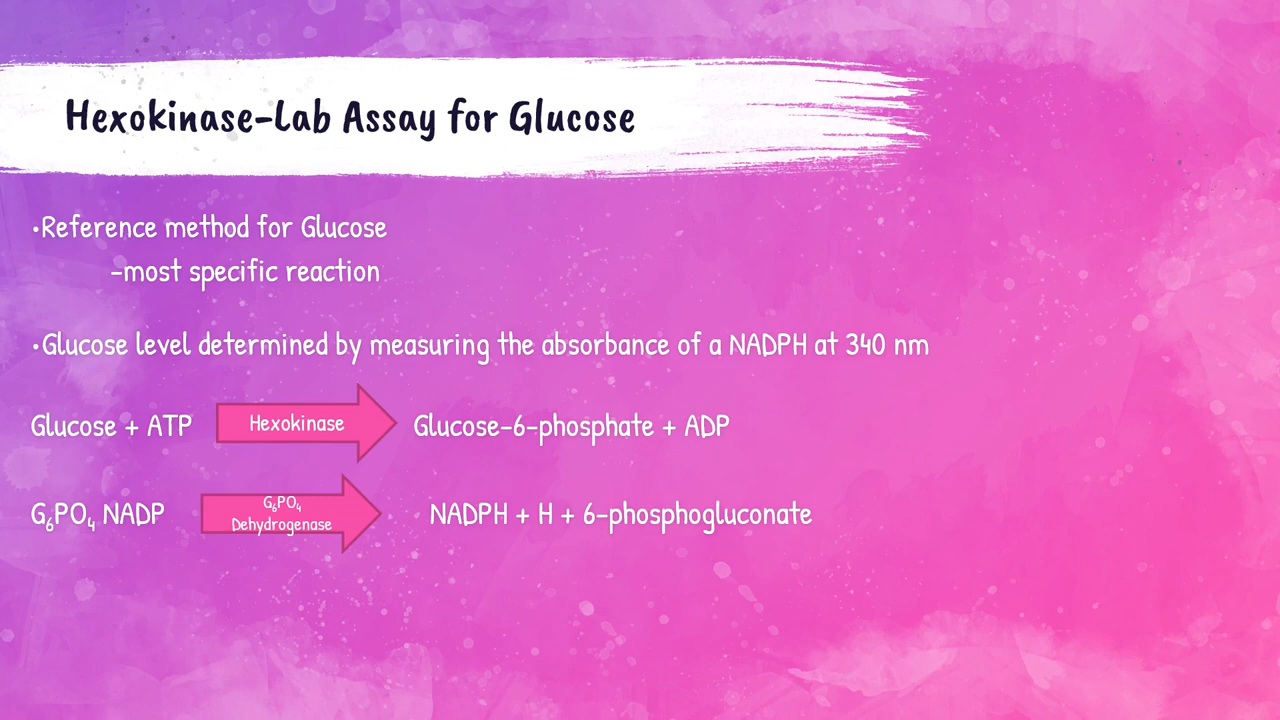 Hexokinase-Lab Assay for Glucose
•Reference method for Glucose
–most specific reaction
•Glucose level determined by measuring the absorbance of a NADPH at 340 nm
Glucose + ATP Hexokinase Glucose-6-phosphate + ADP
G₆PO₄ NADP G₆PO₄ Dehydrogenase NADPH + H + 6-phosphogluconate